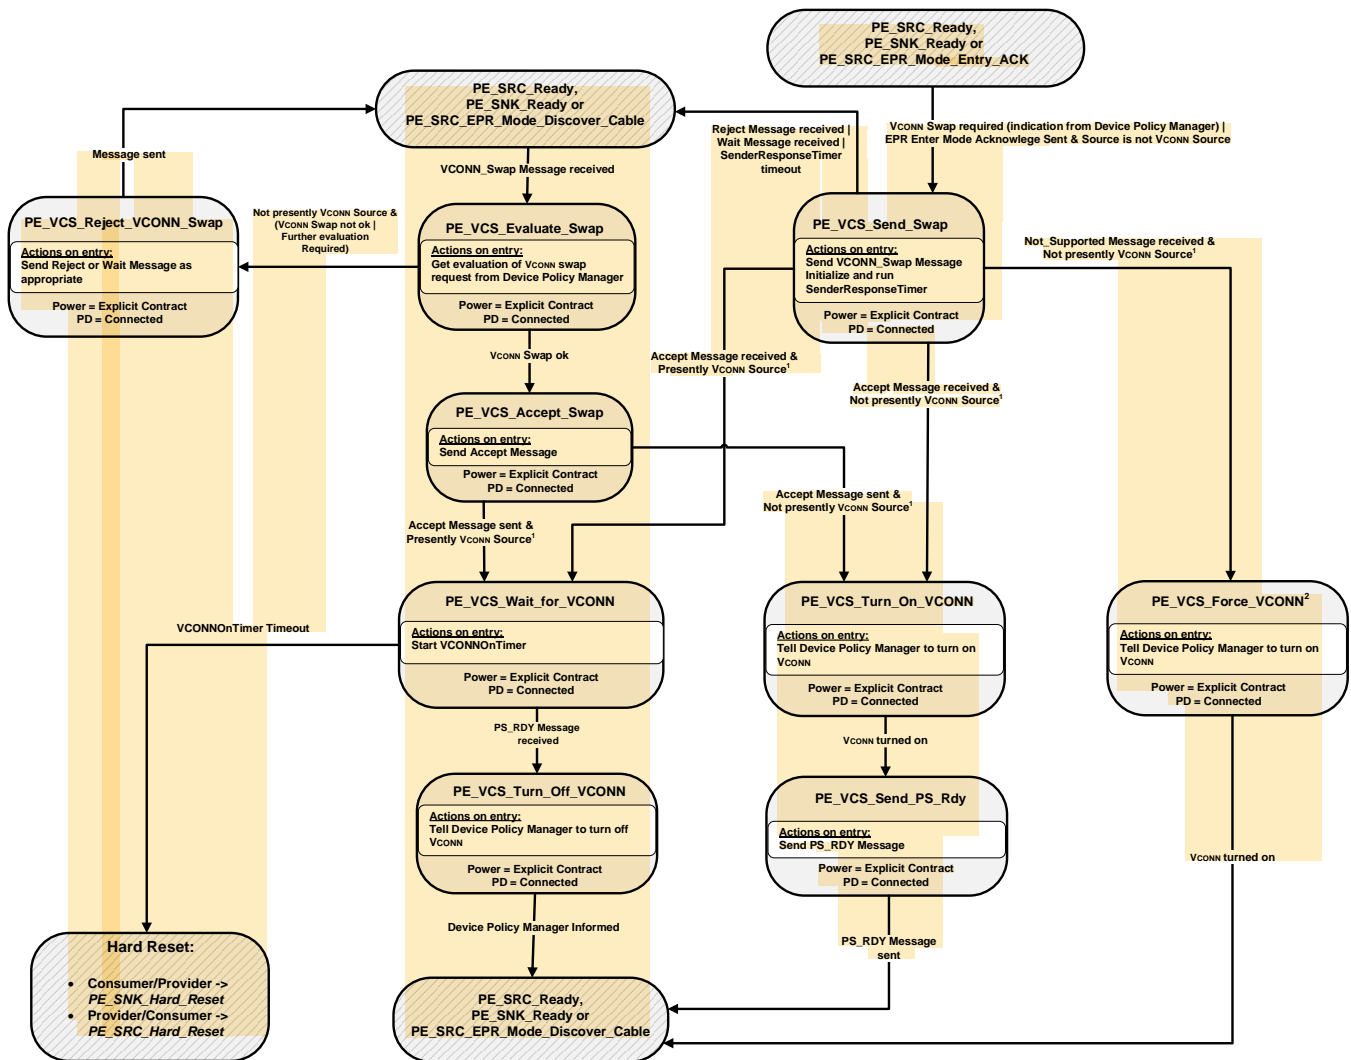 PE_SRC_Ready,
PE_SNK_Ready or
PE_SRC_EPR_Mode_Entry_ACK
PE_SRC_Ready,
PE_SNK_Ready or
PE_SRC_EPR_Mode_Discover_Cable
Message sent
VCONN_Swap Message received
Reject Message received |
Wait Message received |
SenderResponseTimer
timeout
VCONN Swap required (indication from Device Policy Manager) |
EPR Enter Mode Acknowlege Sent & Source is not VCONN Source
PE_VCS_Reject_VCONN_Swap
Actions on entry:
Send Reject or Wait Message as
appropriate
Power = Explicit Contract
PD = Connected
Not presently VCONN Source &
(VCONN Swap not ok |
Further evaluation
Required)
PE_VCS_Evaluate_Swap
Actions on entry:
Get evaluation of VCONN swap
request from Device Policy Manager
Power = Explicit Contract
PD = Connected
PE_VCS_Send_Swap
Actions on entry:
Send VCONN_Swap Message
Initialize and run
SenderResponseTimer
Power = Explicit Contract
PD = Connected
Not_Supported Message received &
Not presently VCONN Source¹
VCONN Swap ok
Accept Message received &
Presently VCONN Source¹
Accept Message received &
Not presently VCONN Source¹
PE_VCS_Accept_Swap
Actions on entry:
Send Accept Message
Power = Explicit Contract
PD = Connected
Accept Message sent &
Presently VCONN Source¹
Accept Message sent &
Not presently VCONN Source¹
PE_VCS_Wait_for_VCONN
Actions on entry:
Start VCONNOnTimer
Power = Explicit Contract
PD = Connected
PE_VCS_Turn_On_VCONN
Actions on entry:
Tell Device Policy Manager to turn on
VCONN
Power = Explicit Contract
PD = Connected
PE_VCS_Force_VCONN²
Actions on entry:
Tell Device Policy Manager to turn on
VCONN
Power = Explicit Contract
PD = Connected
VCONNOnTimer Timeout
PS_RDY Message
received
VCONN turned on
PE_VCS_Turn_Off_VCONN
Actions on entry:
Tell Device Policy Manager to turn off
VCONN
Power = Explicit Contract
PD = Connected
PE_VCS_Send_PS_Rdy
Actions on entry:
Send PS_RDY Message
Power = Explicit Contract
PD = Connected
VCONN turned on
Device Policy Manager Informed
PS_RDY Message
sent
Hard Reset:
• Consumer/Provider ->
PE_SNK_Hard_Reset
• Provider/Consumer ->
PE_SRC_Hard_Reset
PE_SRC_Ready,
PE_SNK_Ready or
PE_SRC_EPR_Mode_Discover_Cable